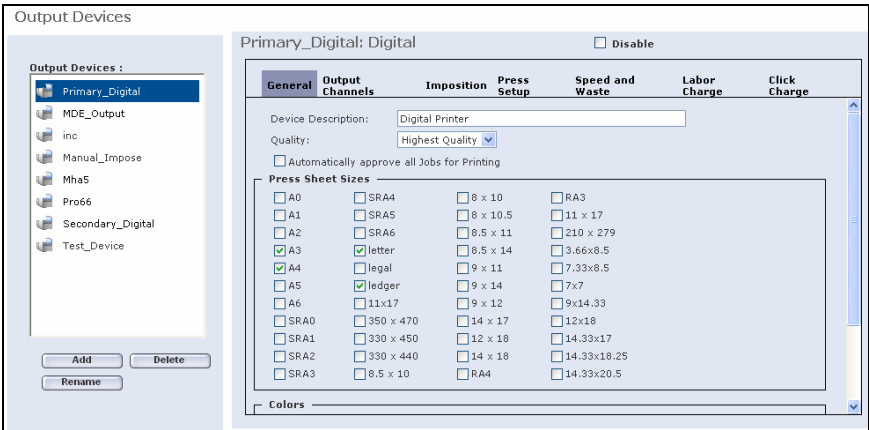 Output Devices
Output Devices :
Primary_Digital
MDE_Output
inc
Manual_Impose
Mha5
Pro66
Secondary_Digital
Test_Device
Add Delete
Rename
Primary_Digital: Digital Disable
General Output Channels Imposition Press Setup Speed and Waste Labor Charge Click Charge
Device Description: Digital Printer
Quality: Highest Quality
Automatically approve all Jobs for Printing
Press Sheet Sizes
A0 SRA4 8 x 10 RA3
A1 SRA5 8 x 10.5 11 x 17
A2 SRA6 8.5 x 11 210 x 279
A3 letter 8.5 x 14 3.66x8.5
A4 legal 9 x 11 7.33x8.5
A5 ledger 9 x 14 7x7
A6 11x17 9 x 12 9x14.33
SRA0 350 x 470 14 x 17 12x18
SRA1 330 x 450 12 x 18 14.33x17
SRA2 330 x 440 14 x 18 14.33x18.25
SRA3 8.5 x 10 RA4 14.33x20.5
Colors